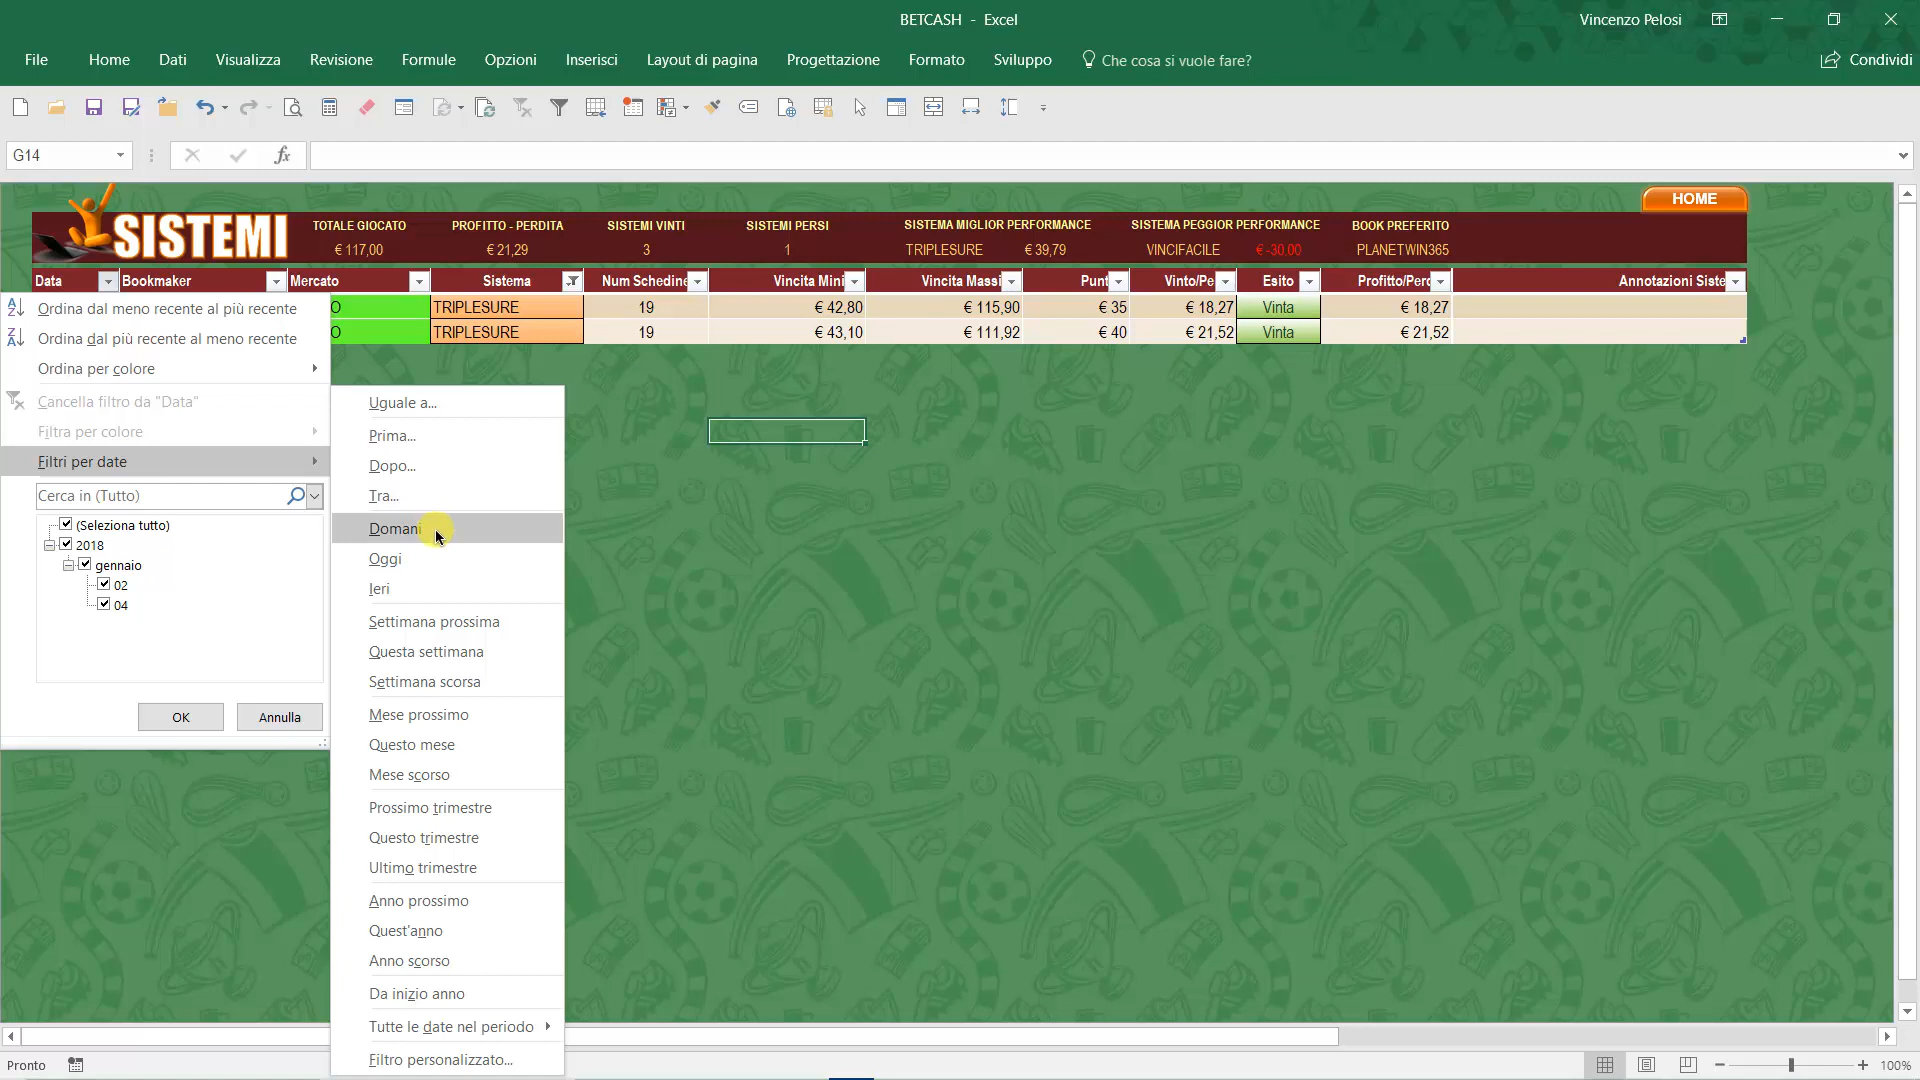 BETCASH - Excel
Vincenzo Pelosi
File Home Dati Visualizza Revisione Formule Opzioni Inserisci Layout di pagina Progettazione Formato Sviluppo Che cosa si vuole fare? Condividi
G14
fx
HOME
SISTEMI
TOTALE GIOCATO PROFITTO - PERDITA SISTEMI VINTI SISTEMI PERSI SISTEMA MIGLIOR PERFORMANCE SISTEMA PEGGIOR PERFORMANCE BOOK PREFERITO
€ 117,00 € 21,29 3 1 TRIPLESURE € 39,79 VINCIFACILE € -30,00 PLANETWIN365
Data Bookmaker Mercato Sistema Num Schedine Vincita Mini Vincita Massi Punt Vinto/Pe Esito Profitto/Perd Annotazioni Siste
O TRIPLESURE 19 € 42,80 € 115,90 € 35 € 18,27 Vinta € 18,27
O TRIPLESURE 19 € 43,10 € 111,92 € 40 € 21,52 Vinta € 21,52
Ordina dal meno recente al più recente
Ordina dal più recente al meno recente
Ordina per colore
Cancella filtro da "Data"
Filtra per colore
Filtri per date
Cerca in (Tutto)
(Seleziona tutto)
2018
gennaio
02
04
OK Annulla
Uguale a...
Prima...
Dopo...
Tra...
Domani
Oggi
Ieri
Settimana prossima
Questa settimana
Settimana scorsa
Mese prossimo
Questo mese
Mese scorso
Prossimo trimestre
Questo trimestre
Ultimo trimestre
Anno prossimo
Quest'anno
Anno scorso
Da inizio anno
Tutte le date nel periodo
Filtro personalizzato...
Pronto
100%